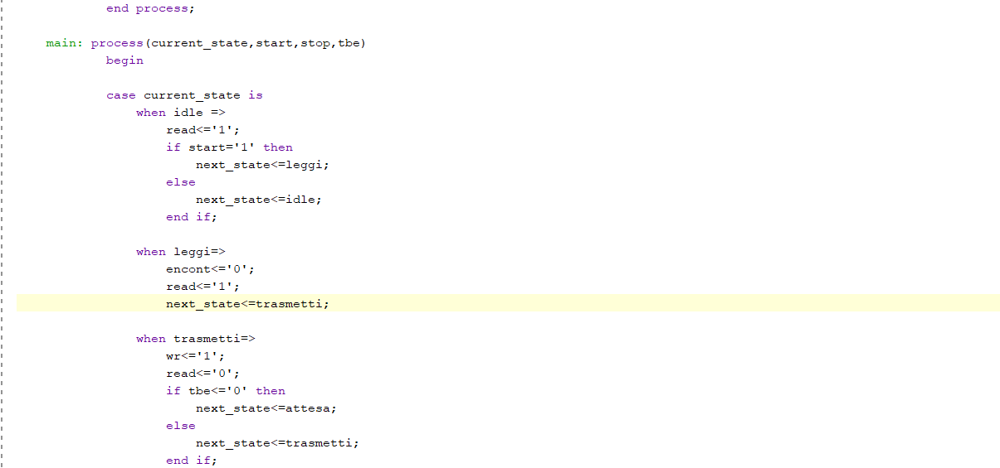 end process;
main: process(current_state,start,stop,tbe)
begin
case current_state is
when idle =>
read<='1';
if start='1' then
next_state<=leggi;
else
next_state<=idle;
end if;
when leggi=>
encont<='0';
read<='1';
next_state<=trasmetti;
when trasmetti=>
wr<='1';
read<='0';
if tbe<='0' then
next_state<=attesa;
else
next_state<=trasmetti;
end if;